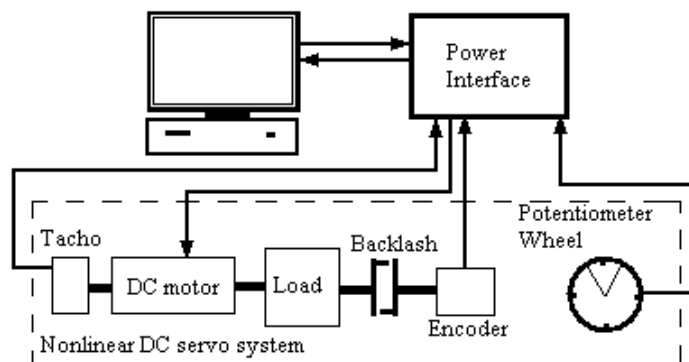 Power
Interface
Potentiometer
Wheel
Tacho
Backlash
DC motor
Load
Encoder
Nonlinear DC servo system